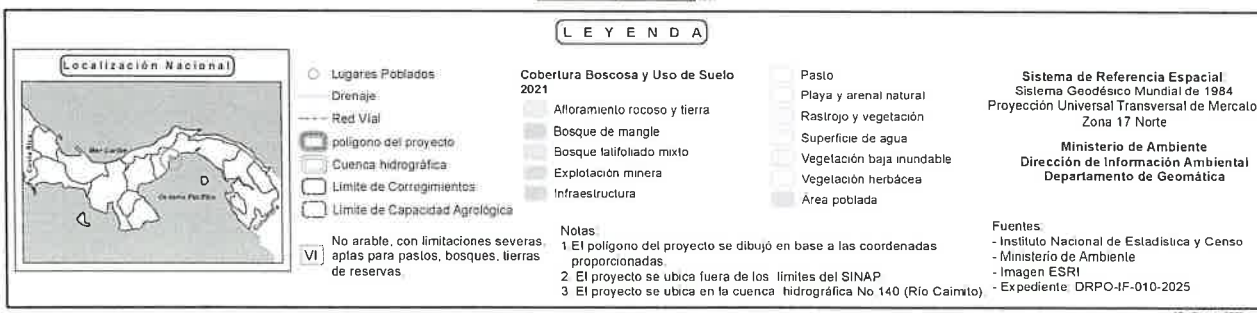 LEYENDA
Localización Nacional
Mar Caribe
Costa Rica
Océano Pacífico
Lugares Poblados
Drenaje
Red Vial
polígono del proyecto
Cuenca hidrográfica
Limite de Corregimientos
Limite de Capacidad Agrológica
VI
No arable, con limitaciones severas,
aptas para pastos, bosques, tierras
de reservas.
Cobertura Boscosa y Uso de Suelo
2021
Afloramiento rocoso y tierra
Bosque de mangle
Bosque latifoliado mixto
Explotación minera
Infraestructura
Pasto
Playa y arenal natural
Rastrojo y vegetación
Superficie de agua
Vegetación baja inundable
Vegetación herbácea
Área poblada
Notas:
1 El polígono del proyecto se dibujó en base a las coordenadas
proporcionadas.
2. El proyecto se ubica fuera de los límites del SINAP
3 El proyecto se ubica en la cuenca hidrográfica No.140 (Río Caimito)
Sistema de Referencia Espacial:
Sistema Geodésico Mundial de 1984
Proyección Universal Transversal de Mercato
Zona 17 Norte
Ministerio de Ambiente
Dirección de Información Ambiental
Departamento de Geomática
Fuentes:
- Instituto Nacional de Estadística y Censo
- Ministerio de Ambiente
- Imagen ESRI
- Expediente: DRPO-IF-010-2025